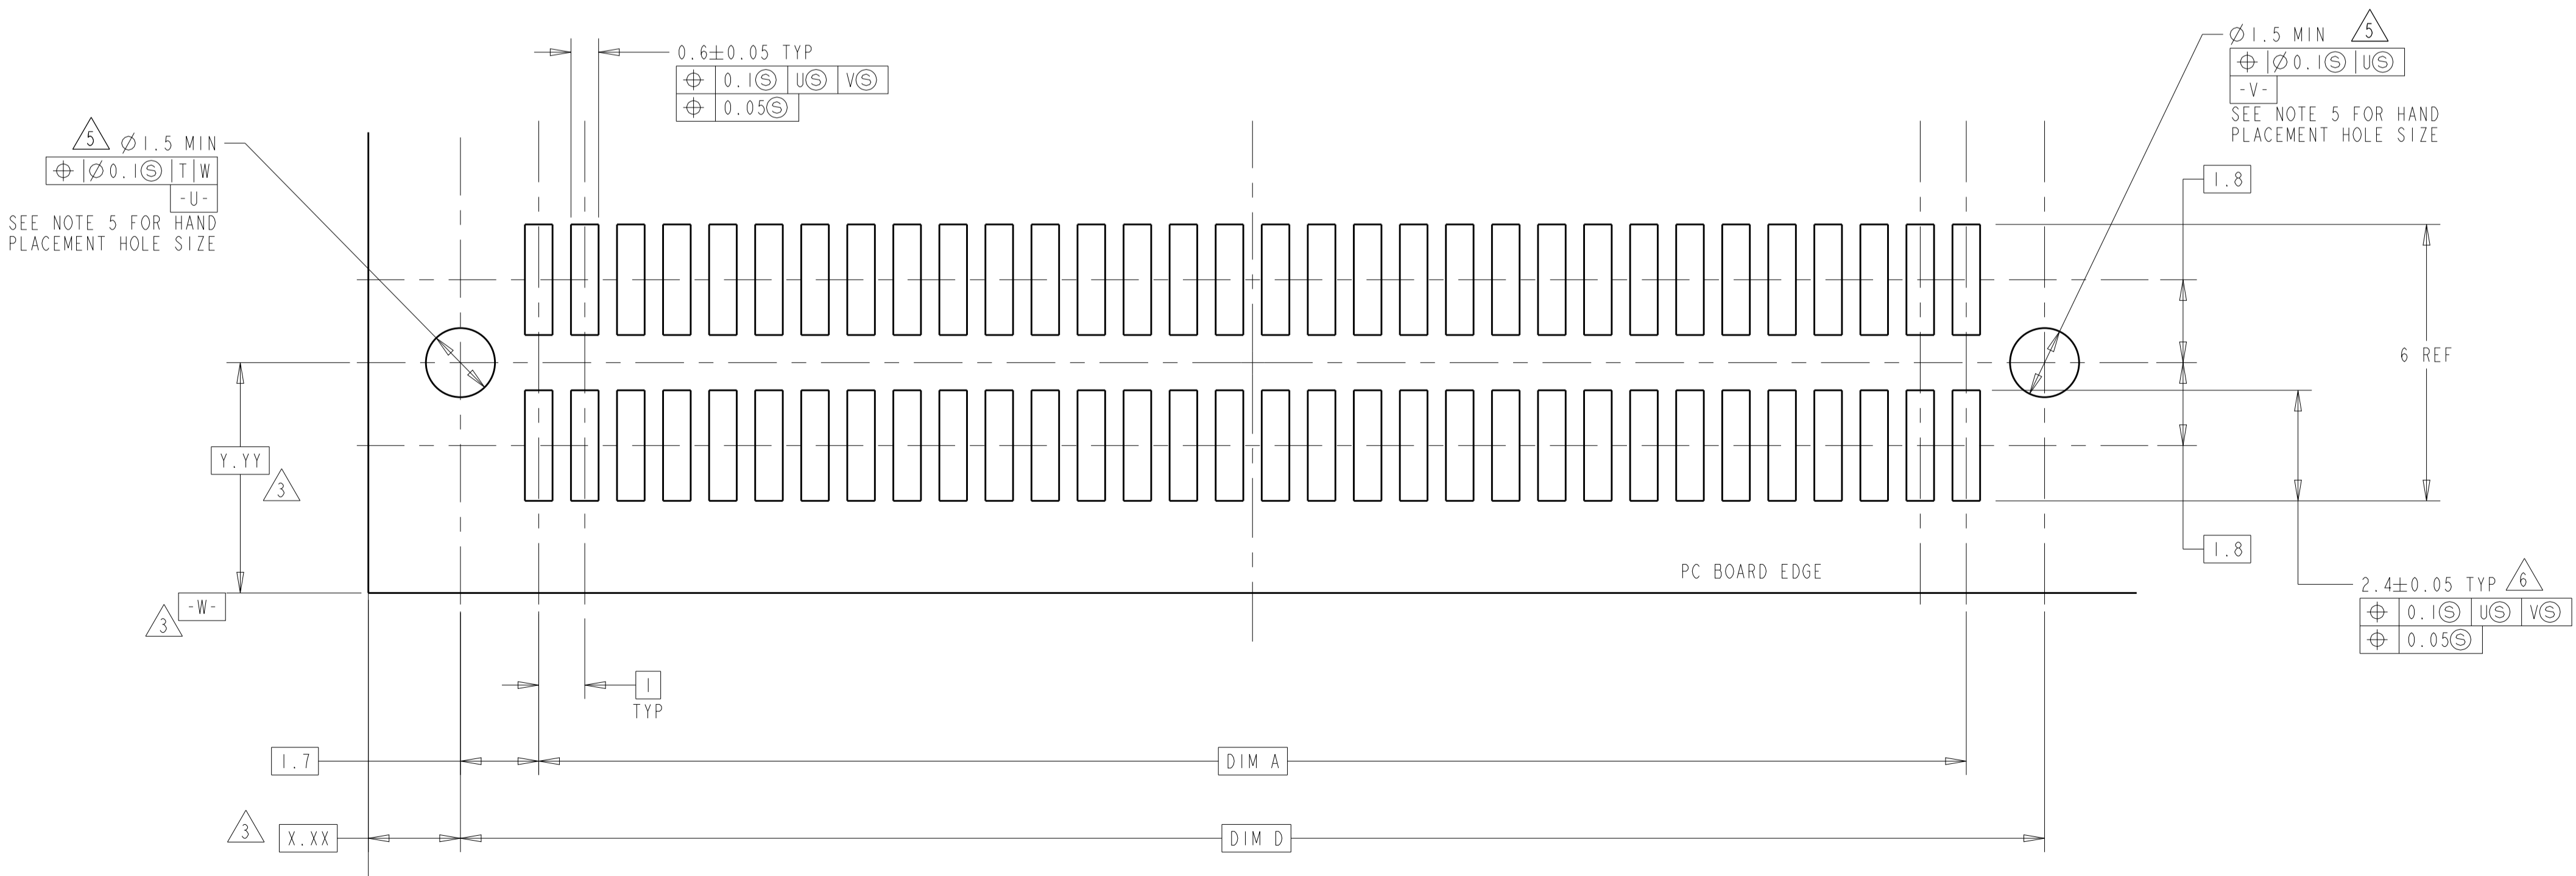 0.6±0.05 TYP
⌖ 0.1Ⓢ UⓈ VⓈ
⌖ 0.05Ⓢ
5 Ø1.5 MIN
⌖ Ø0.1Ⓢ T W
-U-
SEE NOTE 5 FOR HAND
PLACEMENT HOLE SIZE
Ø1.5 MIN 5
⌖ Ø0.1Ⓢ UⓈ
-V-
SEE NOTE 5 FOR HAND
PLACEMENT HOLE SIZE
1.8
6 REF
Y.YY
3
1.8
PC BOARD EDGE
2.4±0.05 TYP 6
⌖ 0.1Ⓢ UⓈ VⓈ
⌖ 0.05Ⓢ
-W-
3
1
TYP
1.7
DIM A
3 X.XX
DIM D